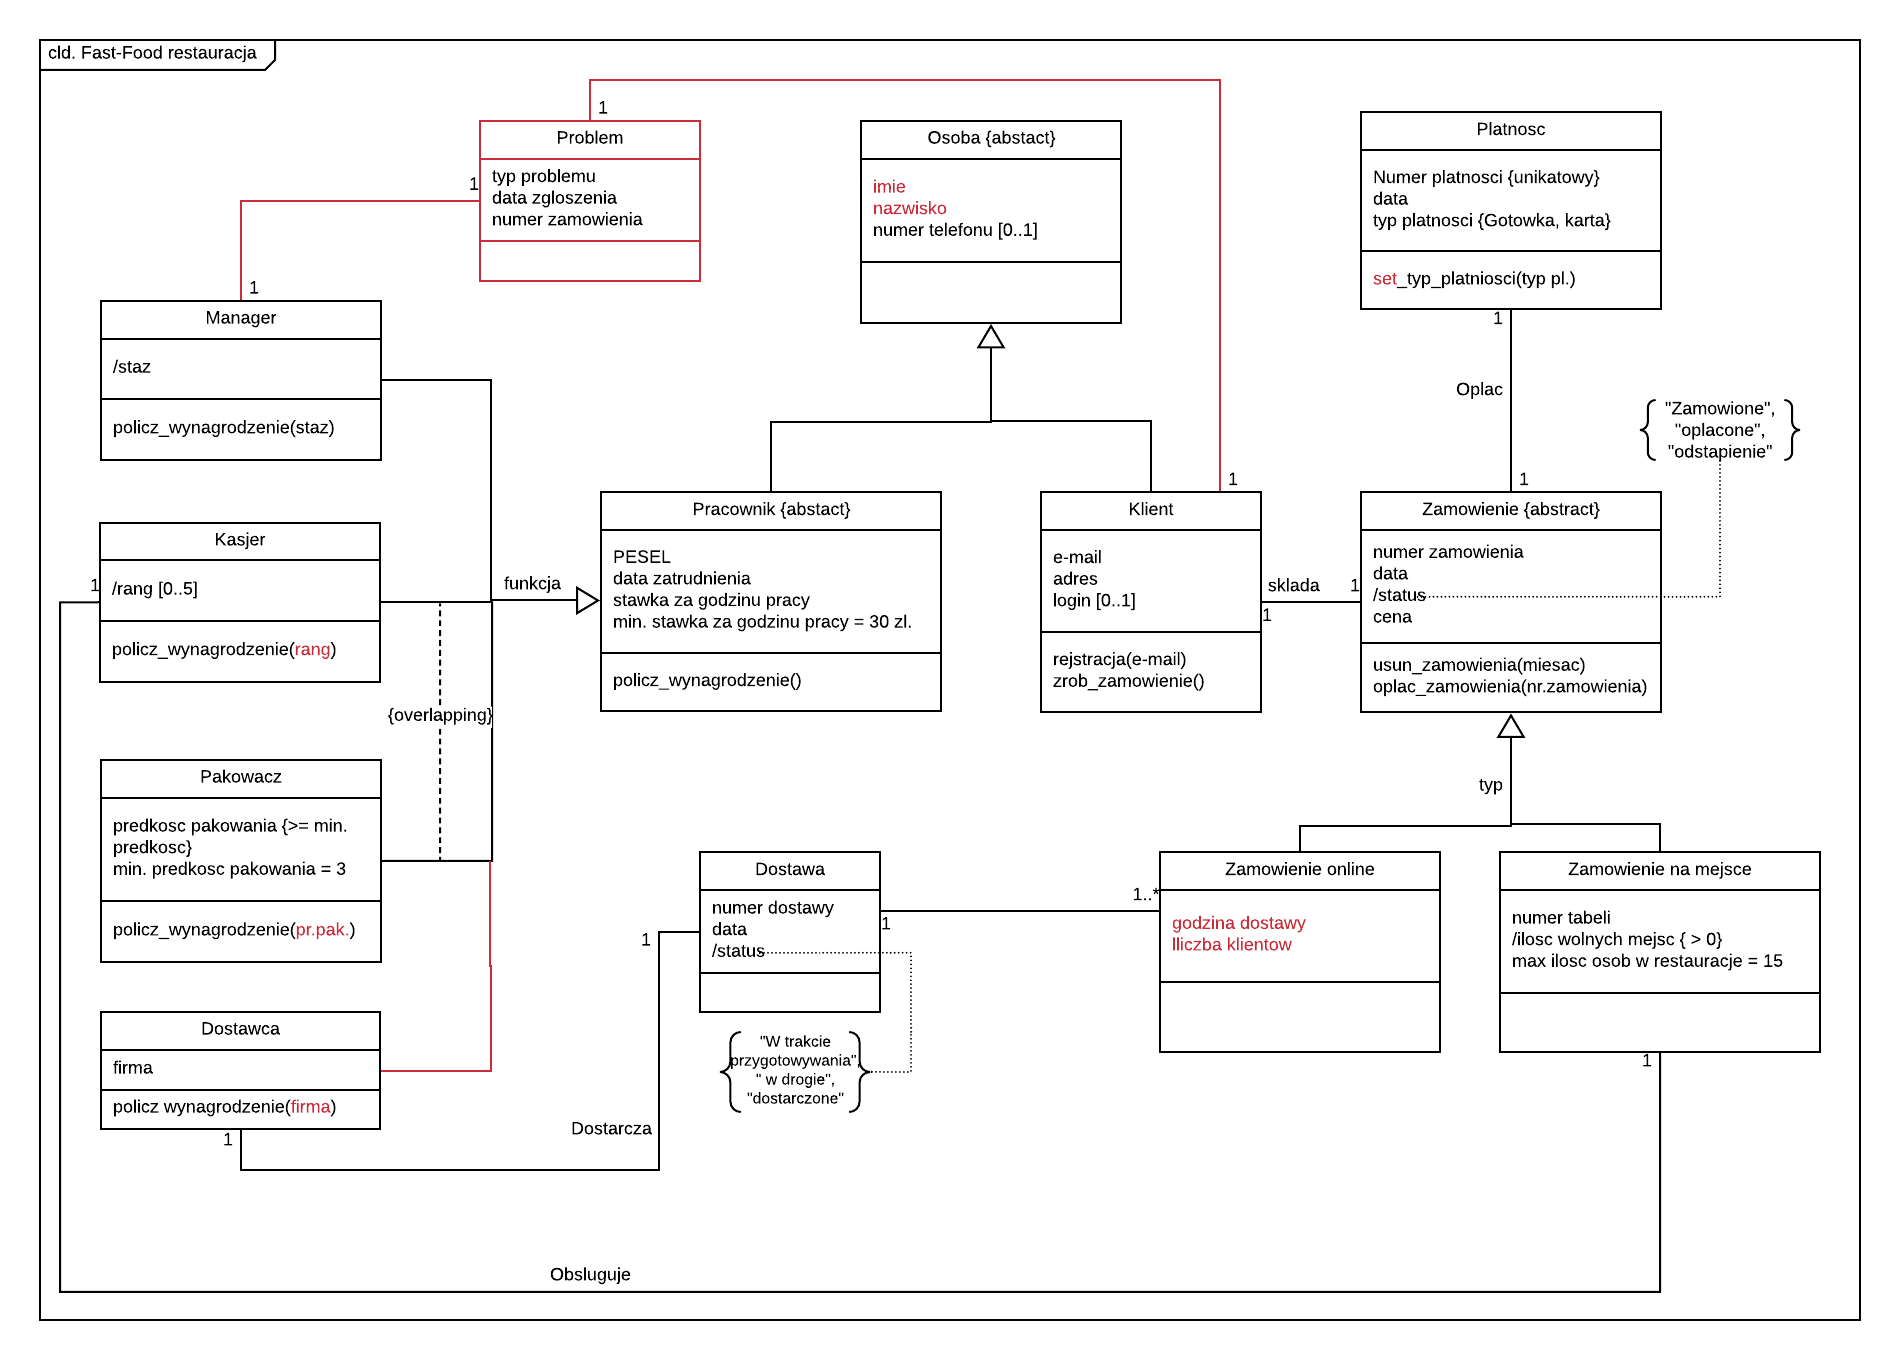 cld. Fast-Food restauracja
1
Problem
typ problemu
data zgloszenia
numer zamowienia
1
1
Osoba {abstact}
imie
nazwisko
numer telefonu [0..1]
Platnosc
Numer platnosci {unikatowy}
data
typ platnosci {Gotowka, karta}
set_typ_platniosci(typ pl.)
1
Oplac
1
"Zamowione",
"oplacone",
"odstapienie"
Manager
/staz
policz_wynagrodzenie(staz)
1
Kasjer
/rang [0..5]
policz_wynagrodzenie(rang)
funkcja
{overlapping}
Pracownik {abstact}
PESEL
data zatrudnienia
stawka za godzinu pracy
min. stawka za godzinu pracy = 30 zl.
policz_wynagrodzenie()
1
Klient
e-mail
adres
login [0..1]
rejstracja(e-mail)
zrob_zamowienie()
sklada
1
1
Zamowienie {abstract}
numer zamowienia
data
/status
cena
usun_zamowienia(miesac)
oplac_zamowienia(nr.zamowienia)
typ
Pakowacz
predkosc pakowania {>= min.
predkosc}
min. predkosc pakowania = 3
policz_wynagrodzenie(pr.pak.)
Dostawca
firma
policz wynagrodzenie(firma)
1
Dostarcza
1
Dostawa
numer dostawy
data
/status
1
1..*
"W trakcie
przygotowywania",
" w drogie",
"dostarczone"
Zamowienie online
godzina dostawy
lliczba klientow
Zamowienie na mejsce
numer tabeli
/ilosc wolnych mejsc { > 0}
max ilosc osob w restauracje = 15
1
Obsluguje